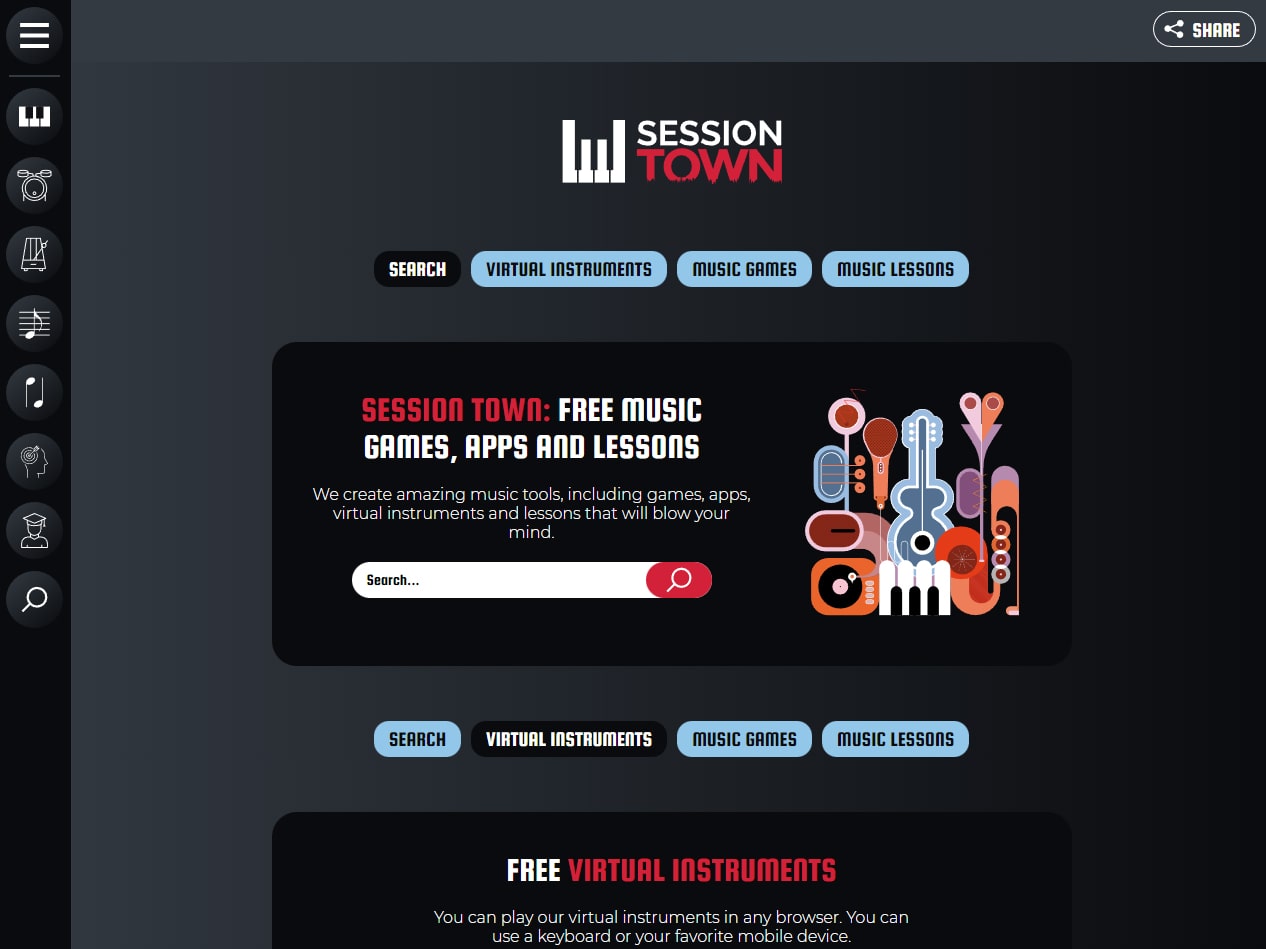 SHARE
SESSION
TOWN
SEARCH
VIRTUAL INSTRUMENTS
MUSIC GAMES
MUSIC LESSONS
SESSION TOWN: FREE MUSIC
GAMES, APPS AND LESSONS
We create amazing music tools, including games, apps,
virtual instruments and lessons that will blow your
mind.
Search...
SEARCH
VIRTUAL INSTRUMENTS
MUSIC GAMES
MUSIC LESSONS
FREE VIRTUAL INSTRUMENTS
You can play our virtual instruments in any browser. You can
use a keyboard or your favorite mobile device.